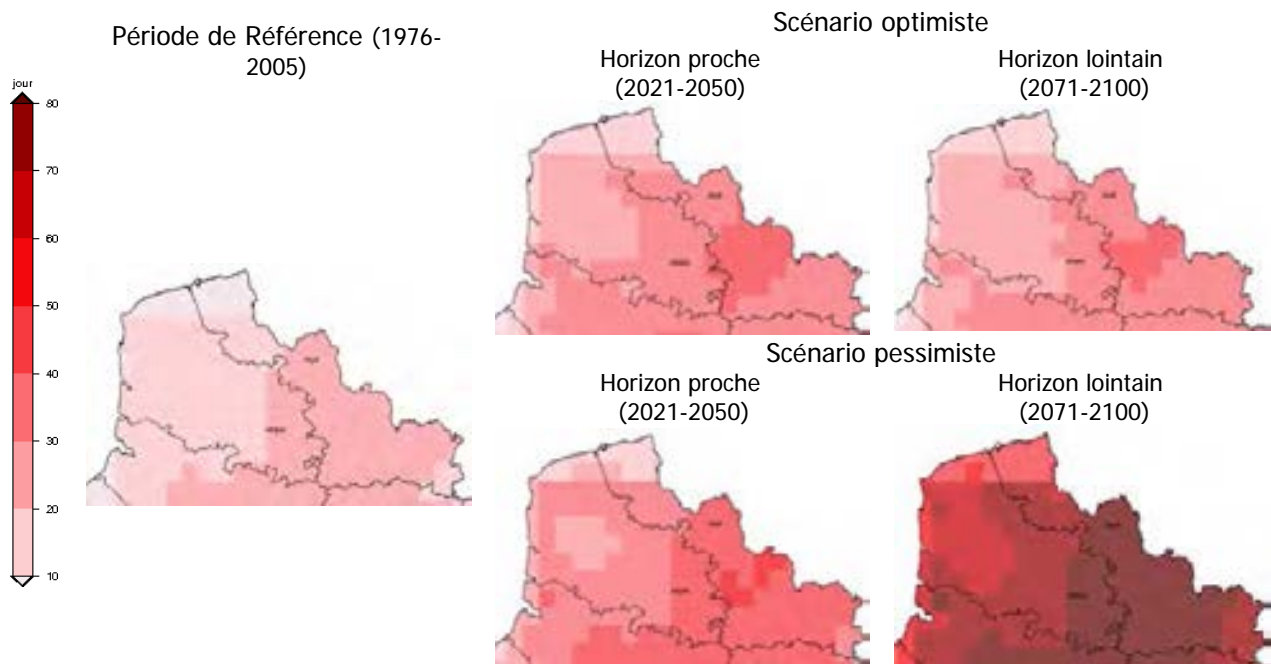 Période de Référence (1976-
2005)
jour
80
70
60
50
40
30
20
10
Scénario optimiste
Horizon proche
(2021-2050)
Horizon lointain
(2071-2100)
Scénario pessimiste
Horizon proche
(2021-2050)
Horizon lointain
(2071-2100)